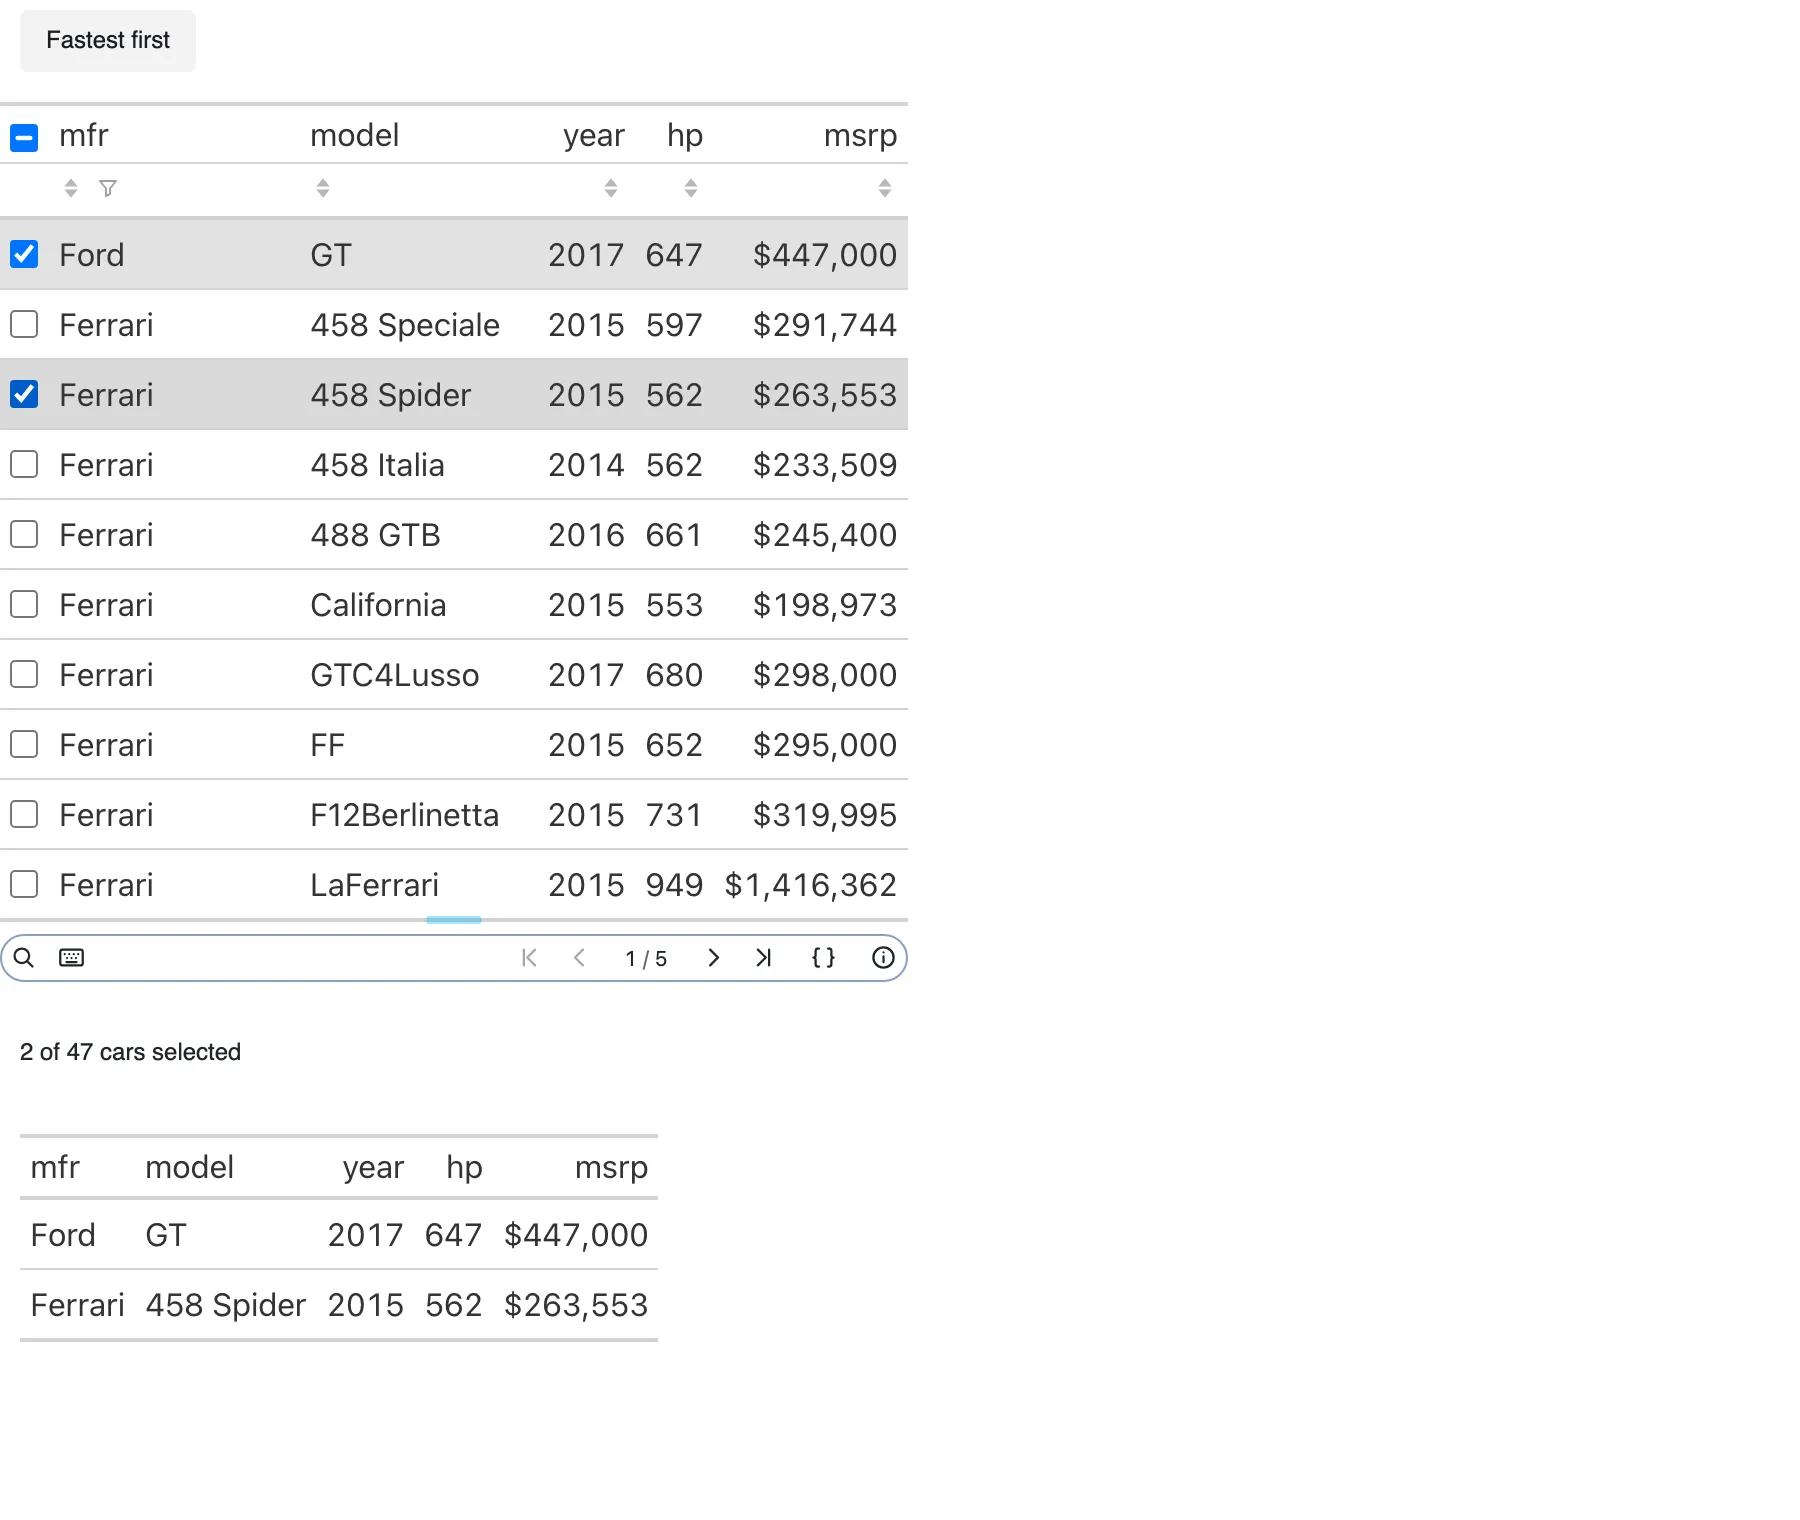 Fastest first
mfr model year hp msrp
Ford GT 2017 647 $447,000
Ferrari 458 Speciale 2015 597 $291,744
Ferrari 458 Spider 2015 562 $263,553
Ferrari 458 Italia 2014 562 $233,509
Ferrari 488 GTB 2016 661 $245,400
Ferrari California 2015 553 $198,973
Ferrari GTC4Lusso 2017 680 $298,000
Ferrari FF 2015 652 $295,000
Ferrari F12Berlinetta 2015 731 $319,995
Ferrari LaFerrari 2015 949 $1,416,362
1 / 5 { }
2 of 47 cars selected
mfr model year hp msrp
Ford GT 2017 647 $447,000
Ferrari 458 Spider 2015 562 $263,553